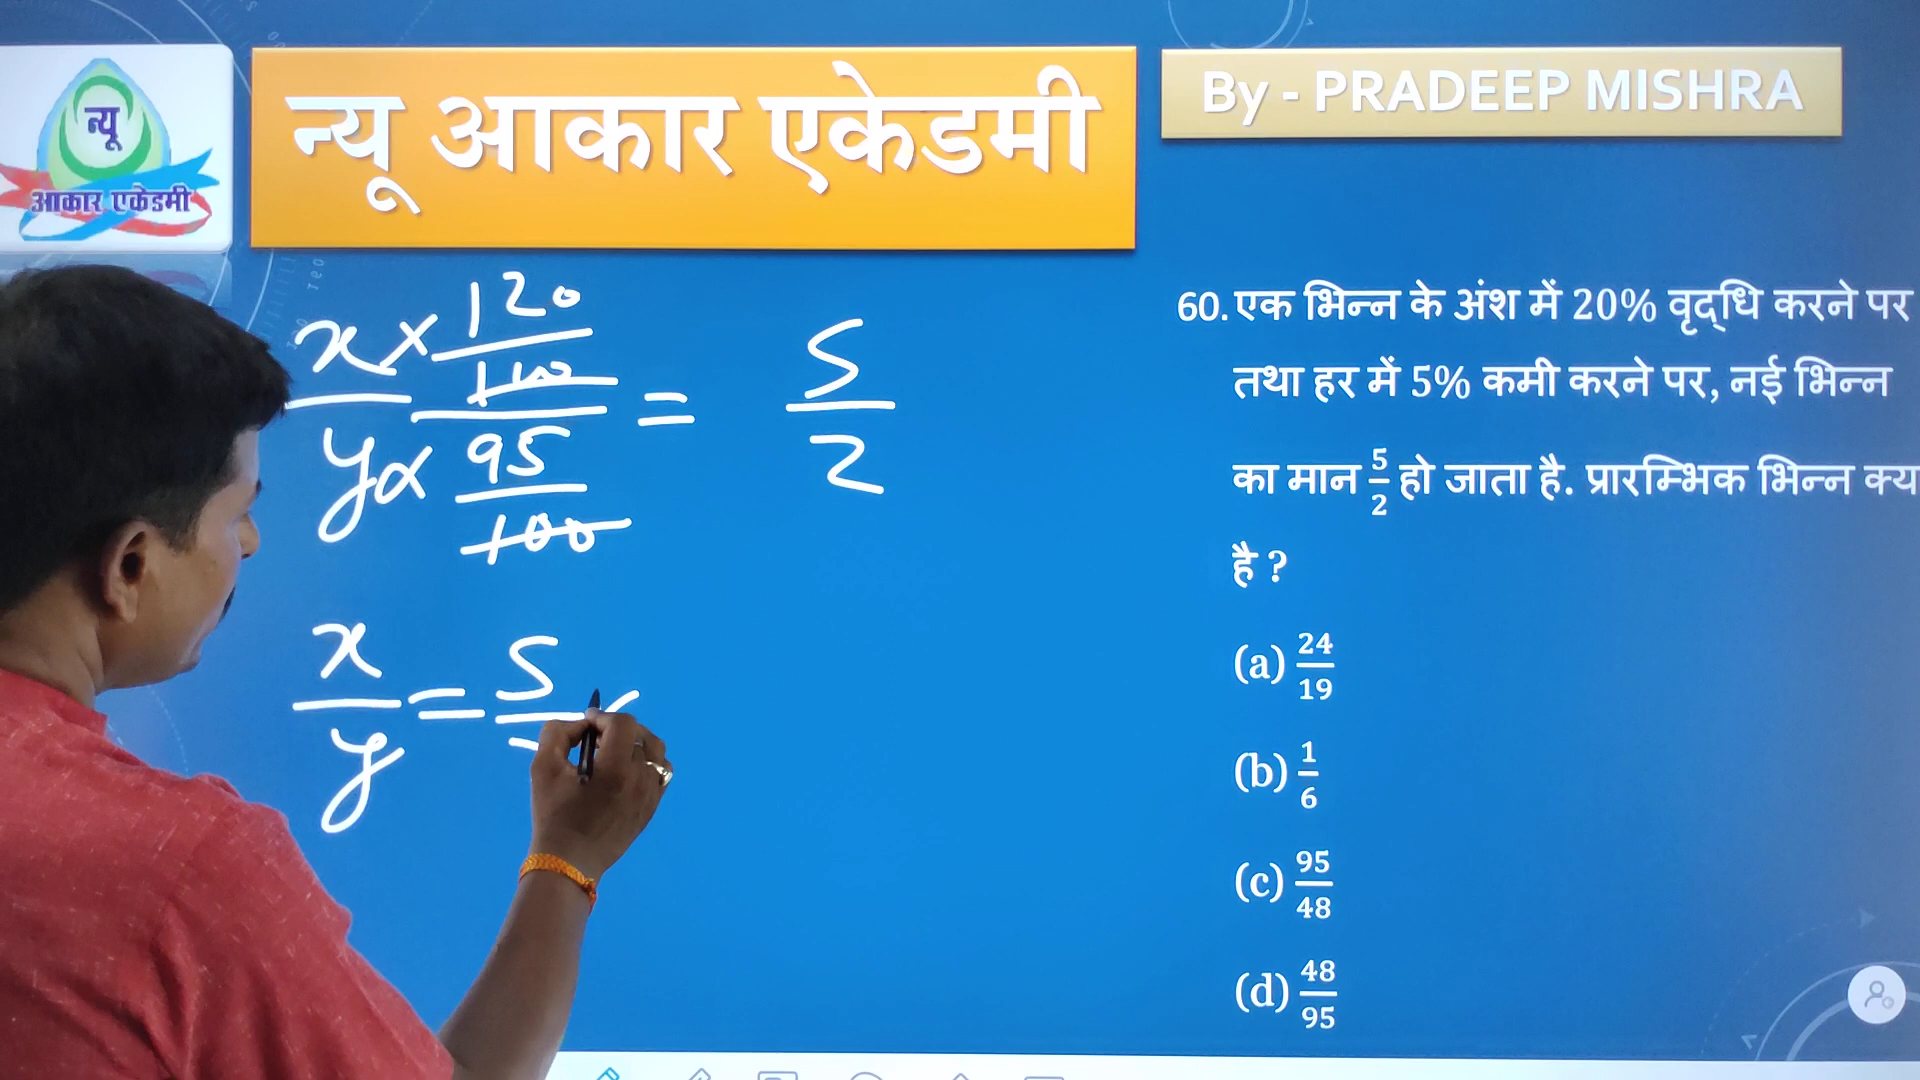 न्यू
आकार एकेडमी
न्यू आकार एकेडमी
By - PRADEEP MISHRA
x × 120/100
y × 95/100
= 5/2
x/y = 5
60. एक भिन्न के अंश में 20% वृद्धि करने पर
तथा हर में 5% कमी करने पर, नई भिन्न
का मान 5/2 हो जाता है. प्रारम्भिक भिन्न क्य
है ?
(a) 24/19
(b) 1/6
(c) 95/48
(d) 48/95